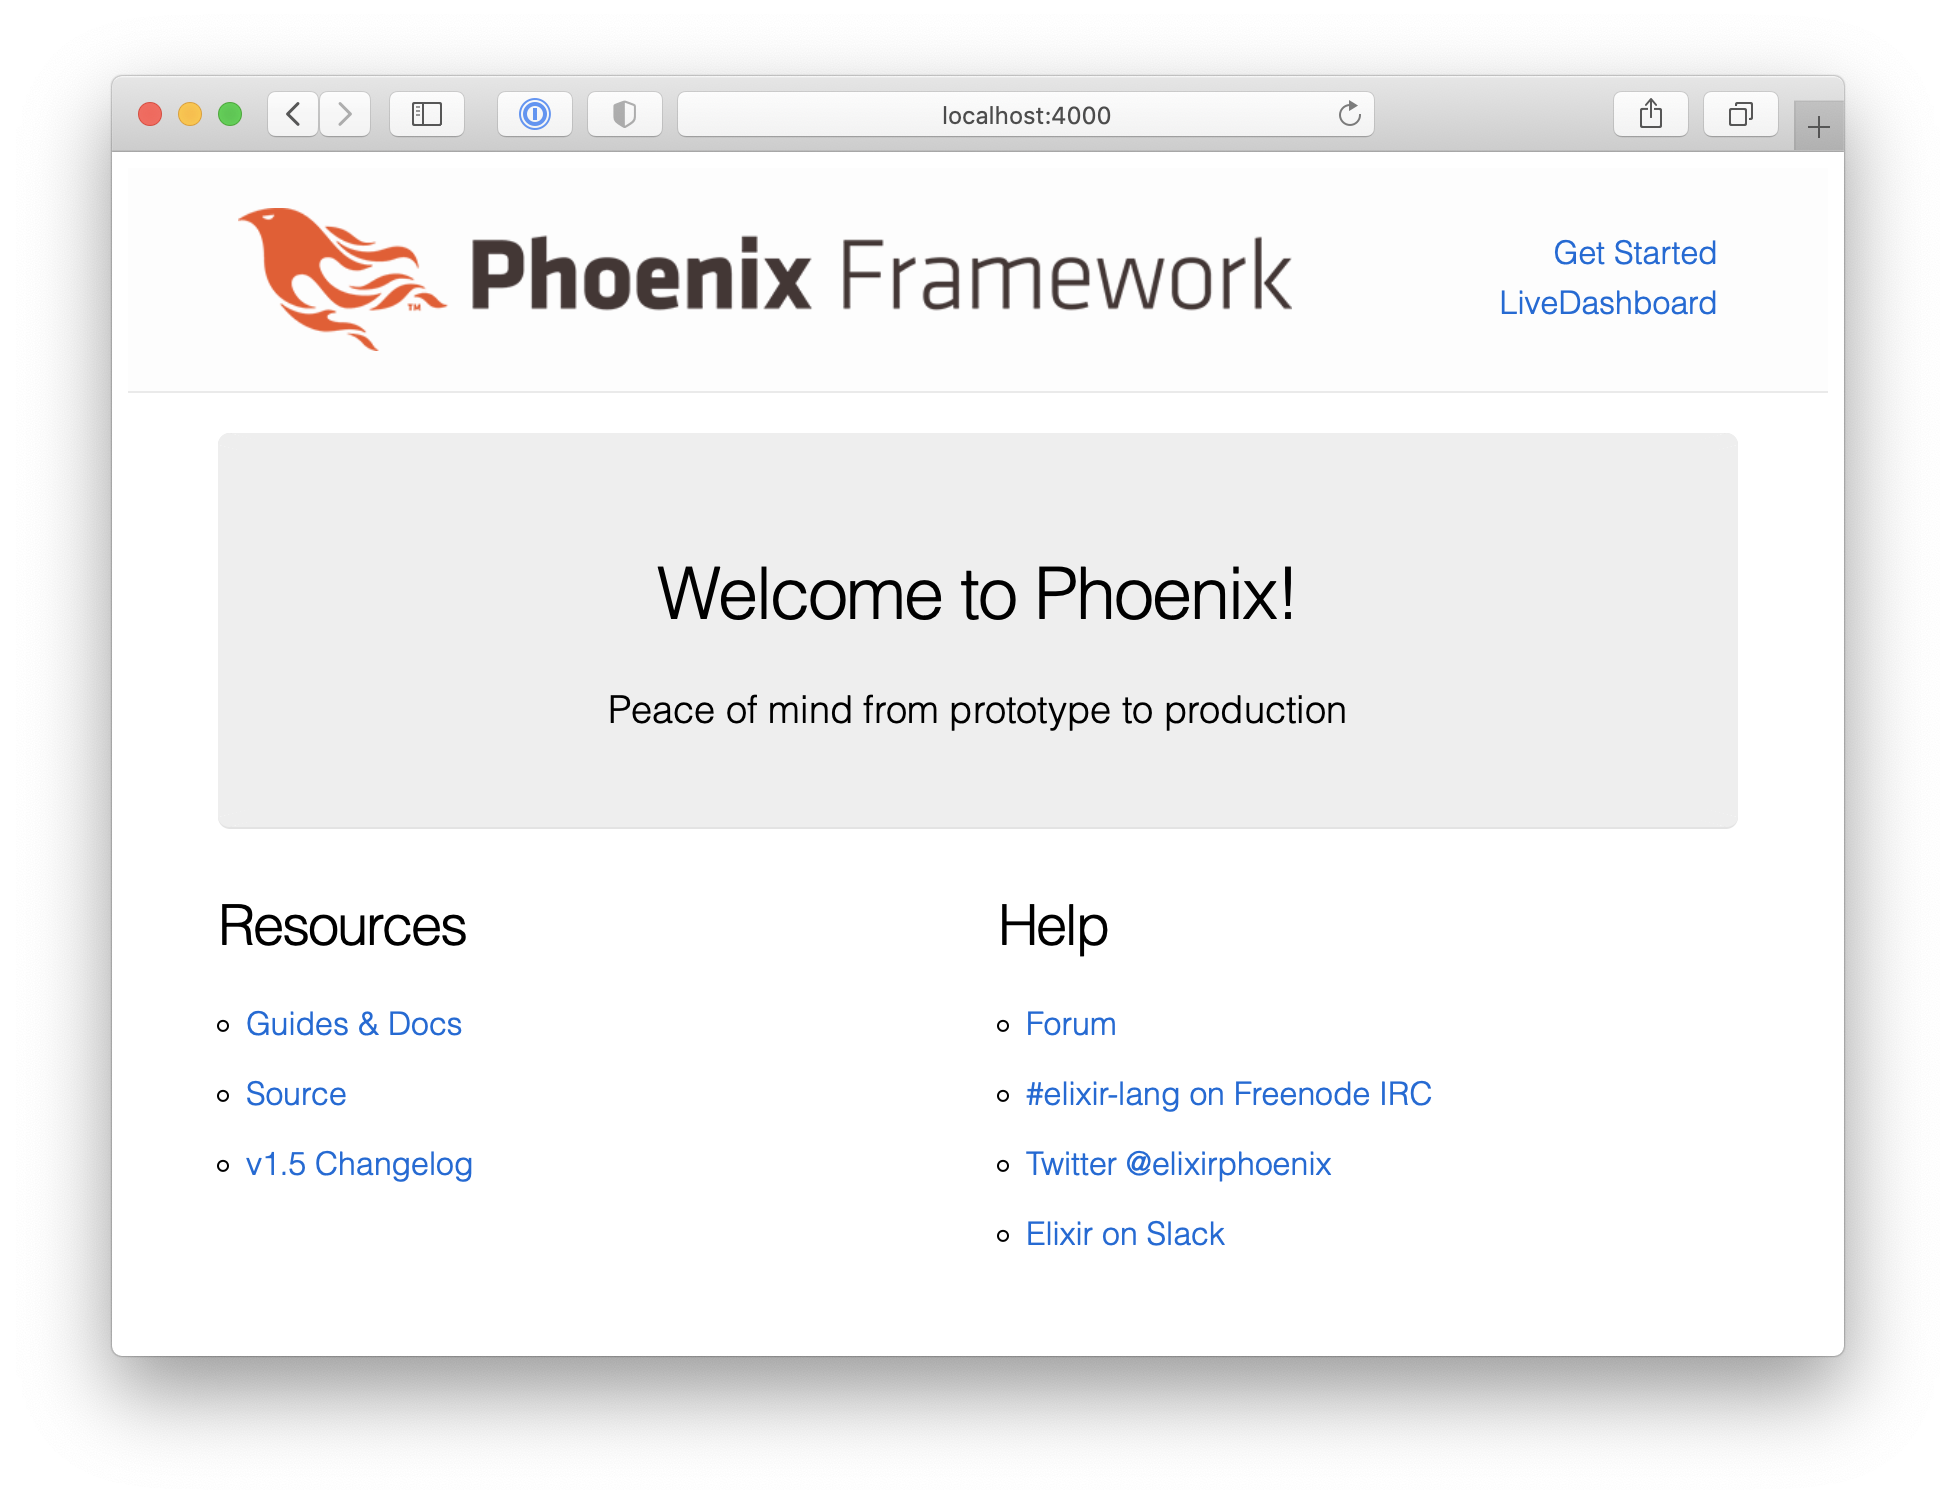 localhost:4000
Phoenix Framework
TM
Get Started
LiveDashboard
Welcome to Phoenix!
Peace of mind from prototype to production
Resources
Guides & Docs
Source
v1.5 Changelog
Help
Forum
#elixir-lang on Freenode IRC
Twitter @elixirphoenix
Elixir on Slack